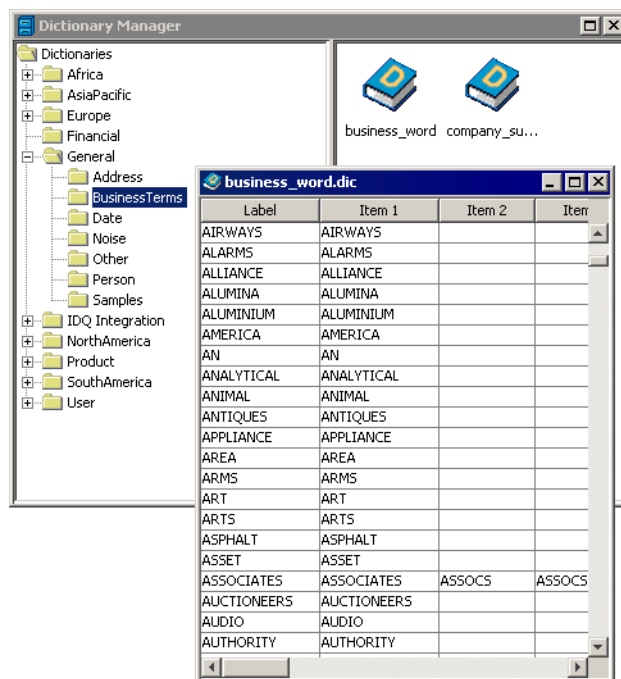 Dictionary Manager
Dictionaries
Africa
AsiaPacific
Europe
Financial
General
Address
BusinessTerms
Date
Noise
Other
Person
Samples
IDQ Integration
NorthAmerica
Product
SouthAmerica
User
D D
business_word company_su...
business_word.dic
Label Item 1 Item 2 Item
AIRWAYS AIRWAYS
ALARMS ALARMS
ALLIANCE ALLIANCE
ALUMINA ALUMINA
ALUMINIUM ALUMINIUM
AMERICA AMERICA
AN AN
ANALYTICAL ANALYTICAL
ANIMAL ANIMAL
ANTIQUES ANTIQUES
APPLIANCE APPLIANCE
AREA AREA
ARMS ARMS
ART ART
ARTS ARTS
ASPHALT ASPHALT
ASSET ASSET
ASSOCIATES ASSOCIATES ASSOCS ASSOCS
AUCTIONEERS AUCTIONEERS
AUDIO AUDIO
AUTHORITY AUTHORITY